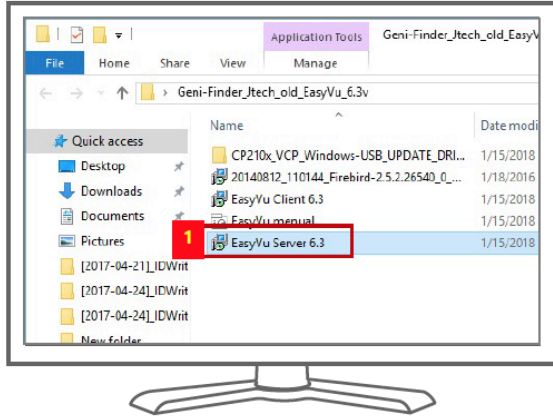 Application Tools Geni-Finder_Jtech_old_EasyV
File Home Share View Manage
Geni-Finder_Jtech_old_EasyVu_6.3v
Name Date modi
Quick access
CP210x_VCP_Windows-USB_UPDATE_DRI... 1/15/2018
Desktop
20140812_110144_Firebird-2.5.2.26540_0_... 1/18/2016
Downloads
EasyVu Client 6.3 1/15/2018
Documents
EasyVu menual 1/15/2018
Pictures
1 EasyVu Server 6.3 1/15/2018
[2017-04-21]_IDWrit
[2017-04-24]_IDWrit
[2017-04-24]_IDWrit
New folder